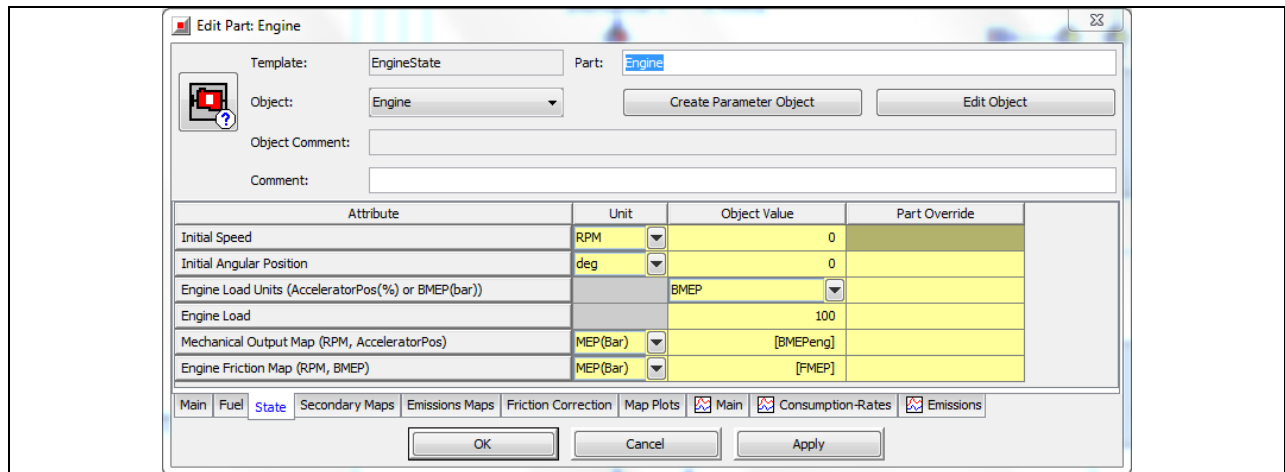 Edit Part: Engine
Template: EngineState Part: Engine
Object: Engine Create Parameter Object Edit Object
?
Object Comment:
Comment:
Attribute Unit Object Value Part Override
Initial Speed RPM 0
Initial Angular Position deg 0
Engine Load Units (AcceleratorPos(%) or BMEP(bar)) BMEP
Engine Load 100
Mechanical Output Map (RPM, AcceleratorPos) MEP(Bar) [BMEPeng]
Engine Friction Map (RPM, BMEP) MEP(Bar) [FMEP]
Main Fuel State Secondary Maps Emissions Maps Friction Correction Map Plots Main Consumption-Rates Emissions
OK Cancel Apply